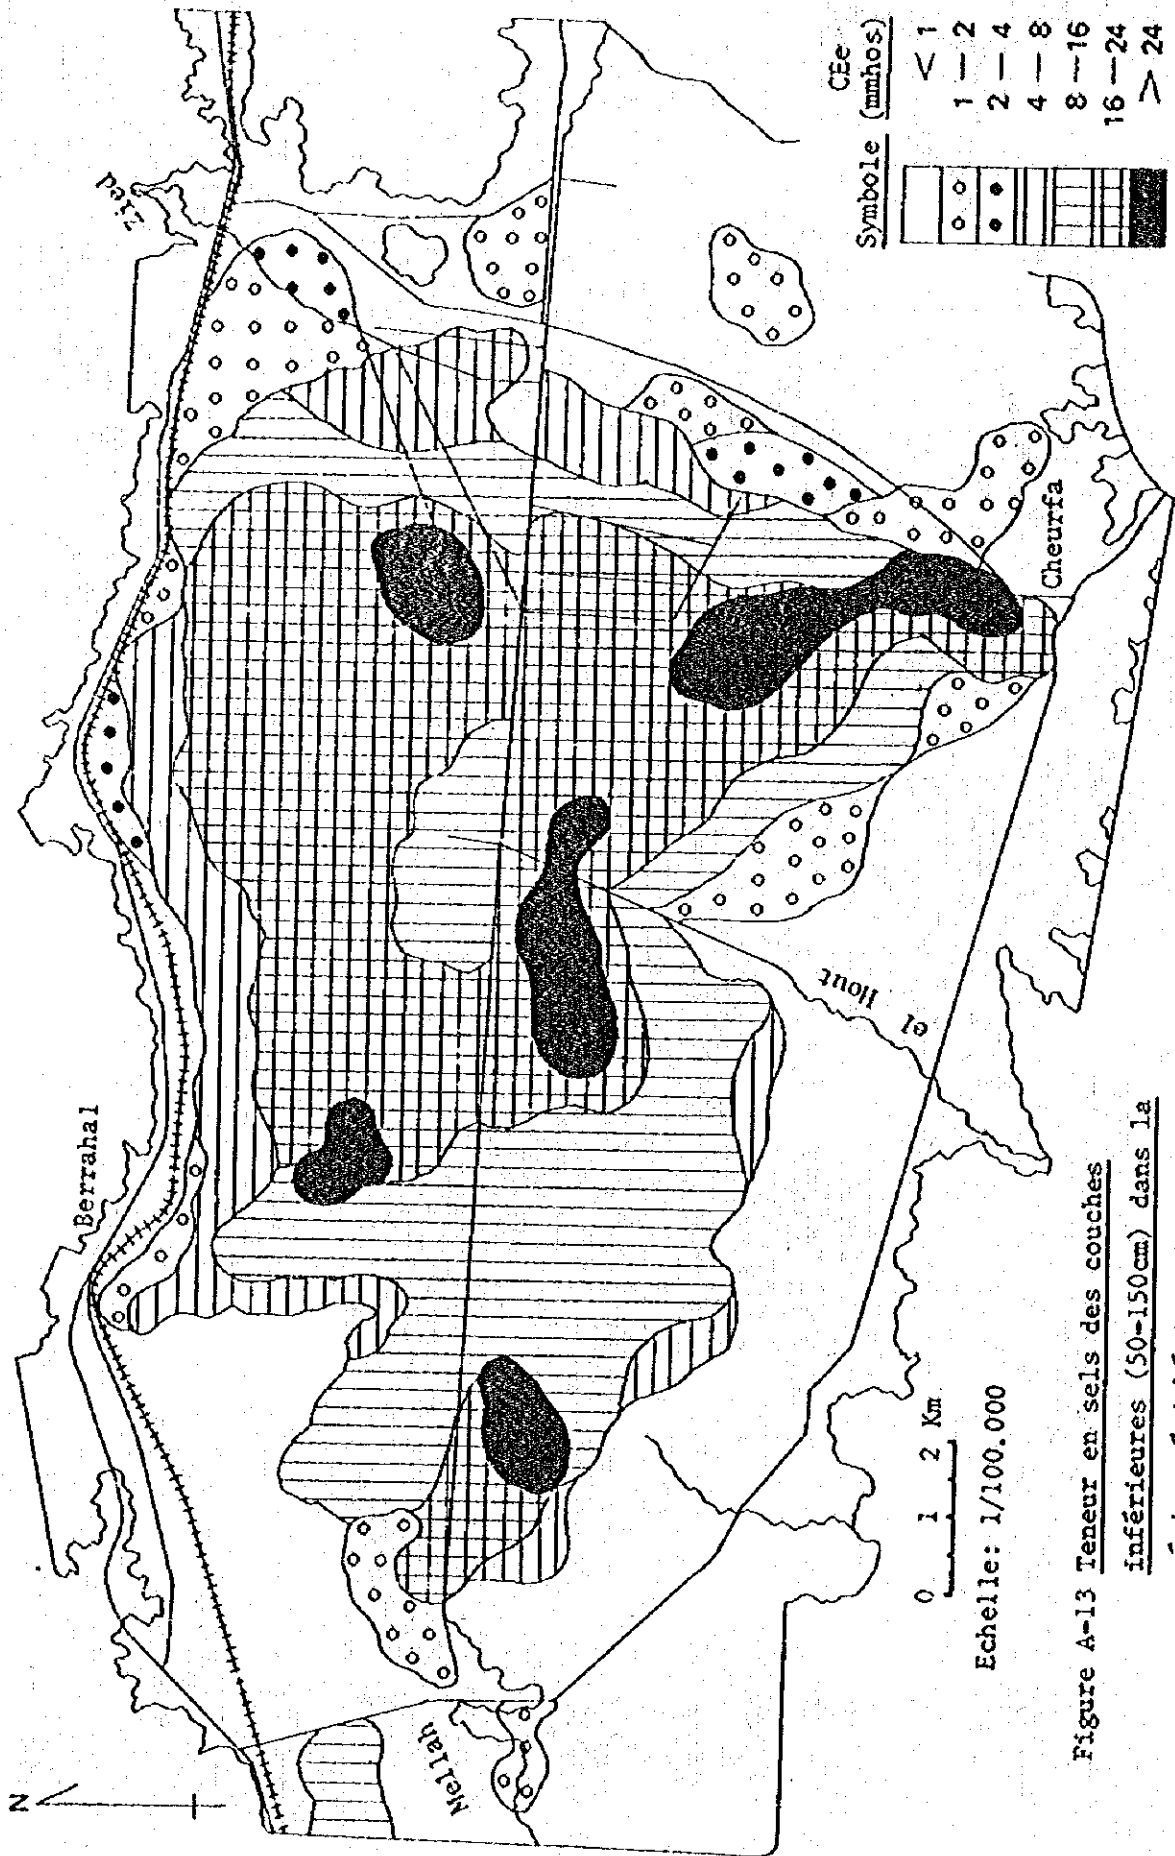 N
Zied
Berrahal
Mellah
el Hout
Cheurfa
Symbole CEe (mmhos)
< 1
1 — 2
2 — 4
4 — 8
8 — 16
16 — 24
> 24
0 1 2 Km
Echelle: 1/100.000
Figure A-13 Teneur en sels des couches
inférieures (50-150cm) dans la